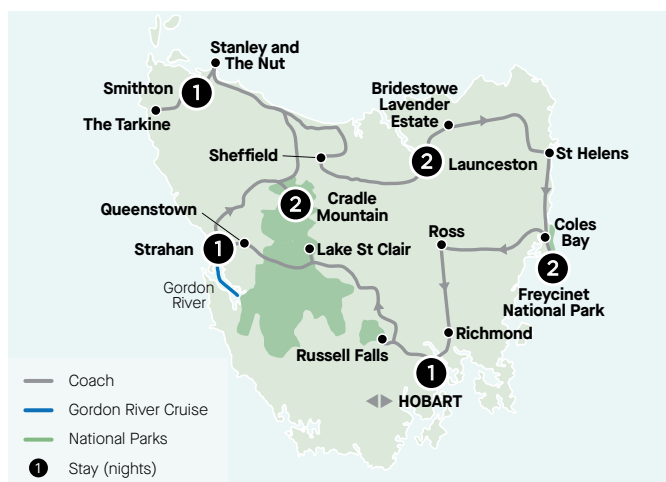 Stanley and
The Nut
Smithton
1
The Tarkine
Bridestowe
Lavender
Estate
Sheffield
2
Launceston
St Helens
2
Cradle
Mountain
Queenstown
Strahan
1
Lake St Clair
Ross
Coles
Bay
2
Freycinet
National Park
Gordon
River
Russell Falls
Richmond
1
HOBART
Coach
Gordon River Cruise
National Parks
1
Stay (nights)